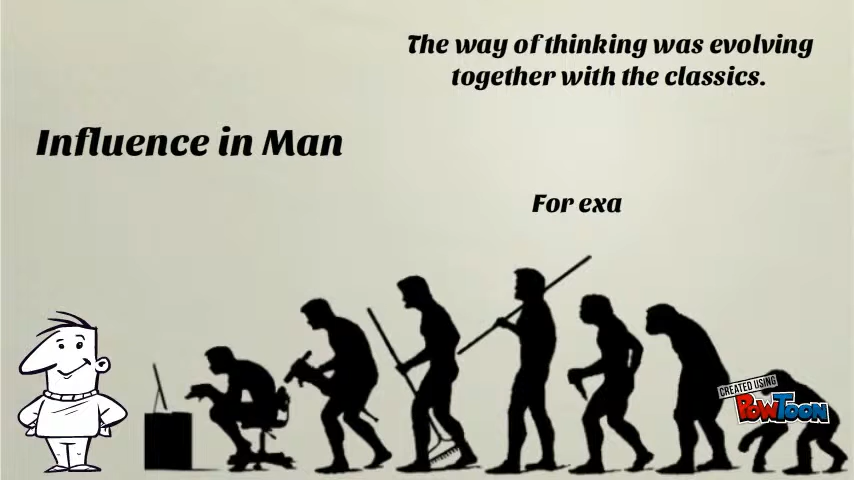 The way of thinking was evolving
together with the classics.
Influence in Man
For exa
CREATED USING
POWTOON